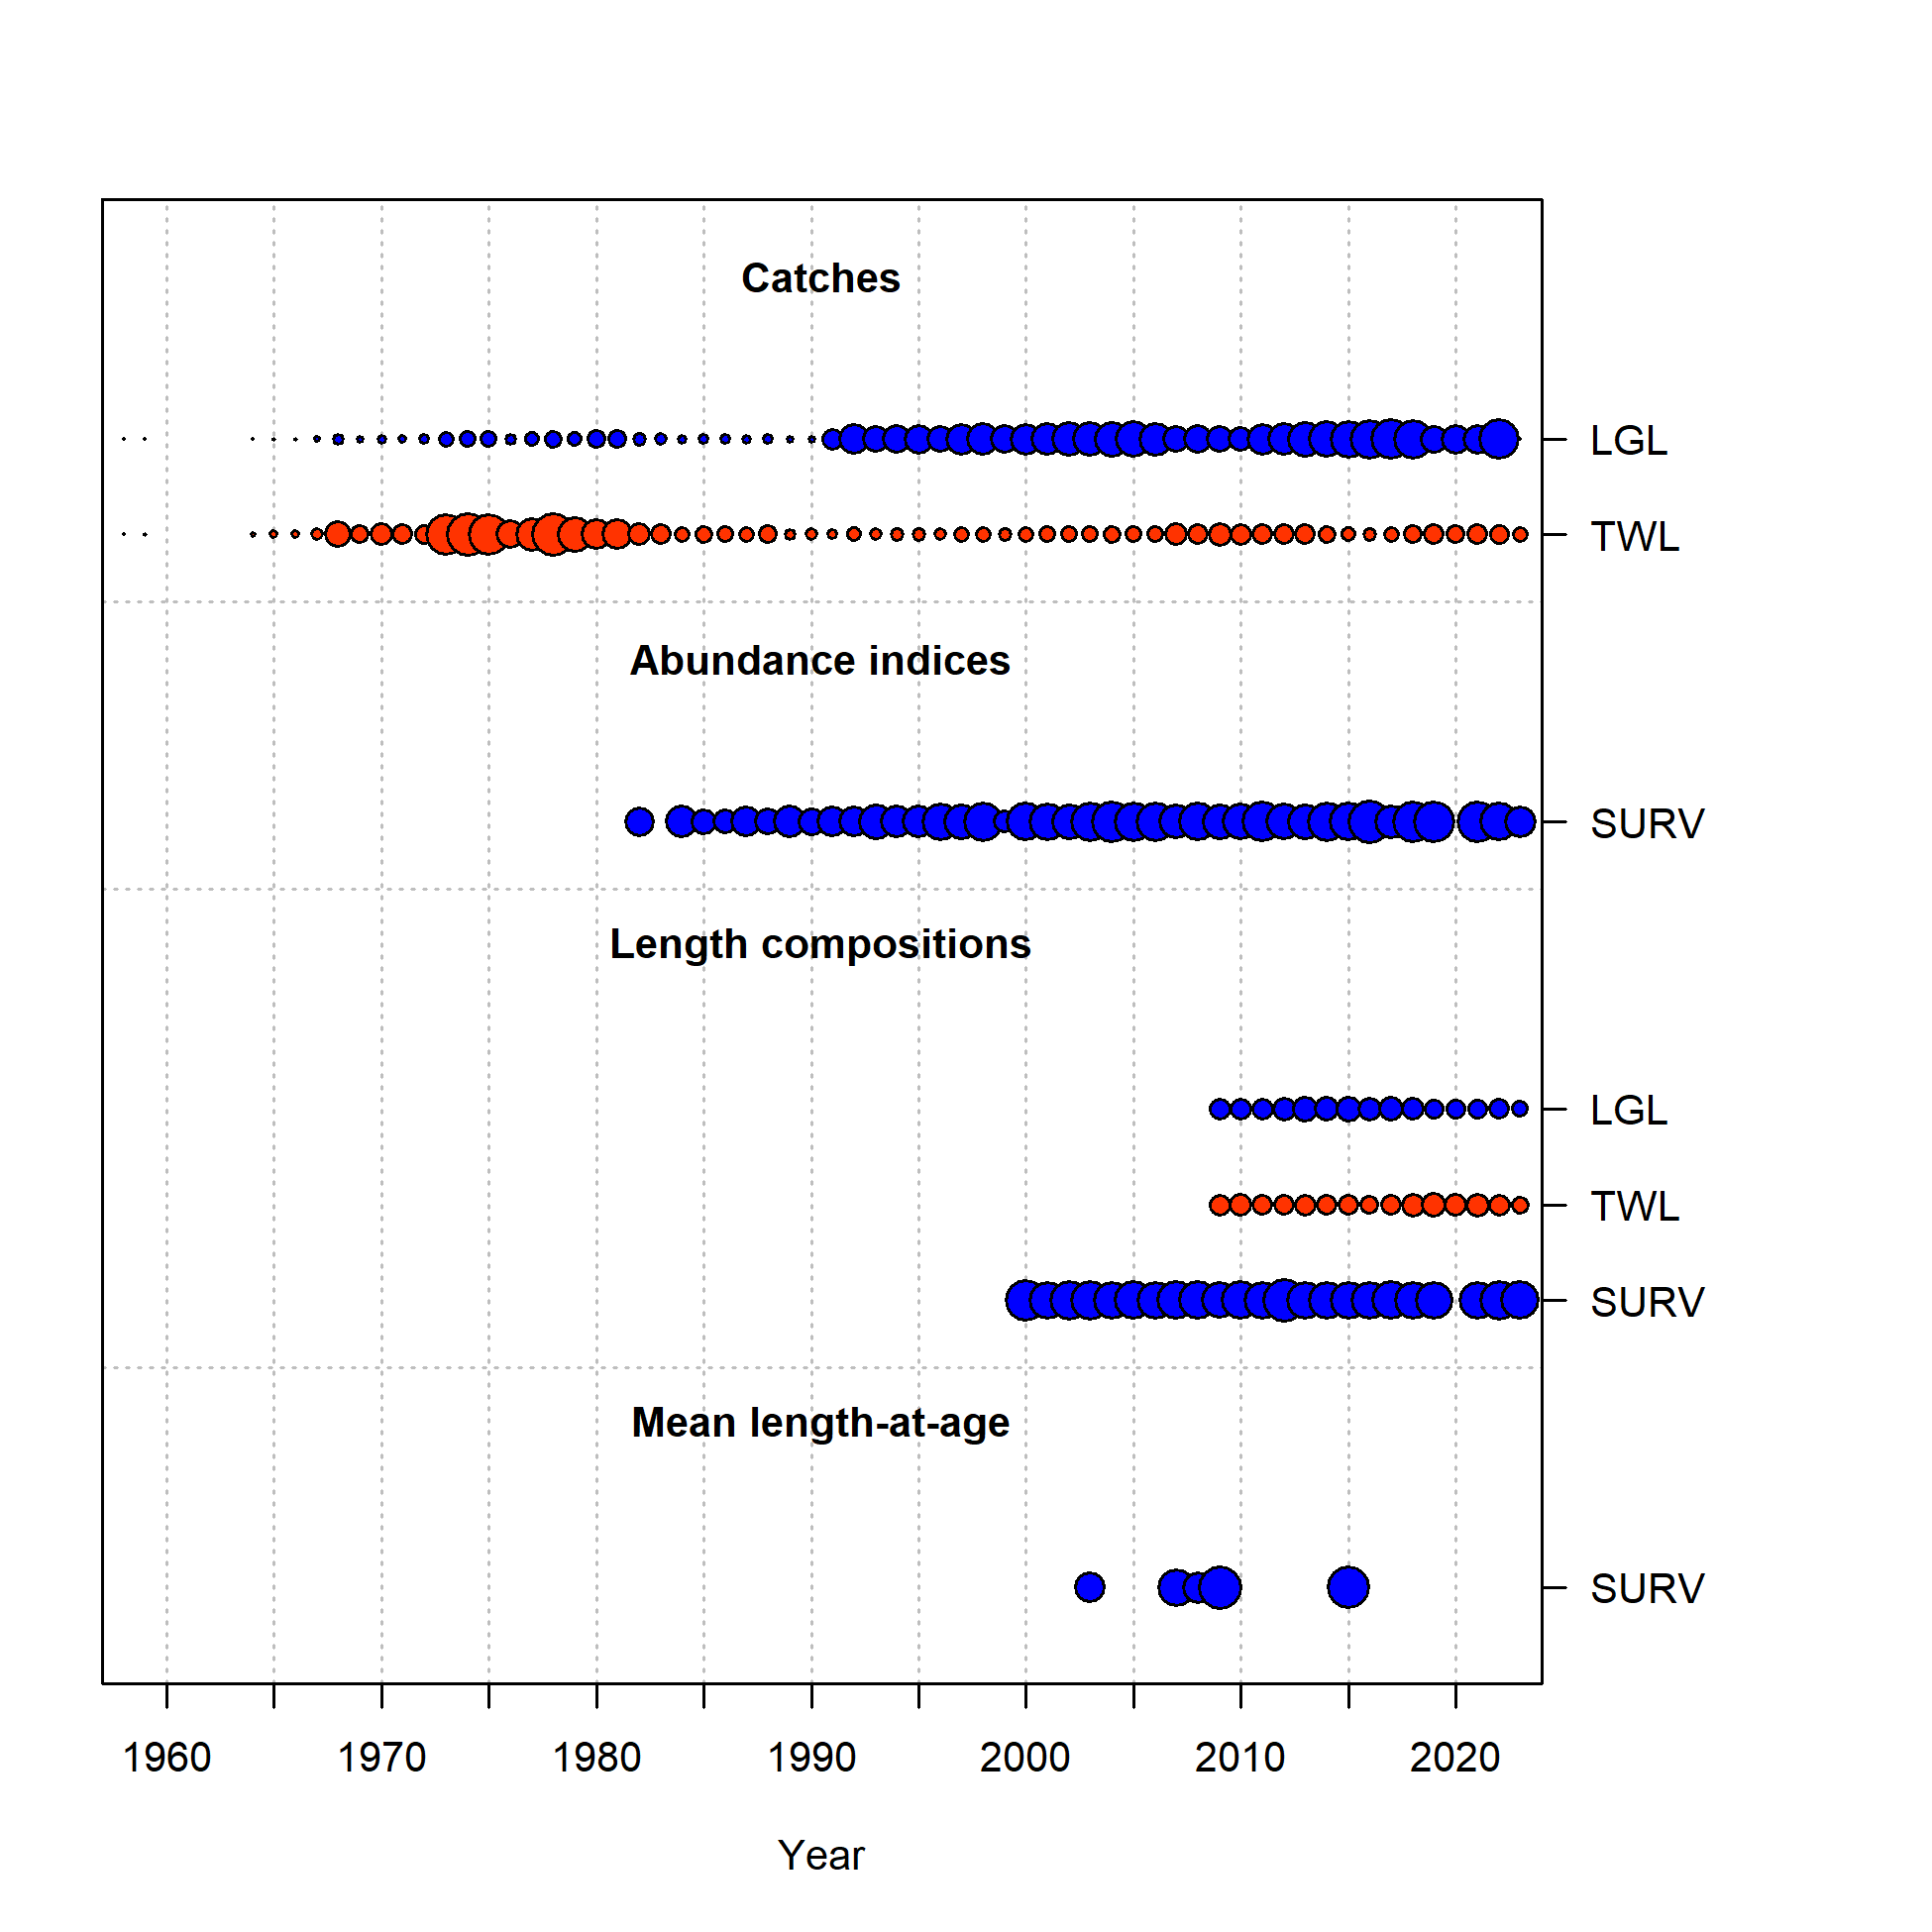 Catches
LGL
TWL
Abundance indices
SURV
Length compositions
LGL
TWL
SURV
Mean length-at-age
SURV
1960 1970 1980 1990 2000 2010 2020
Year